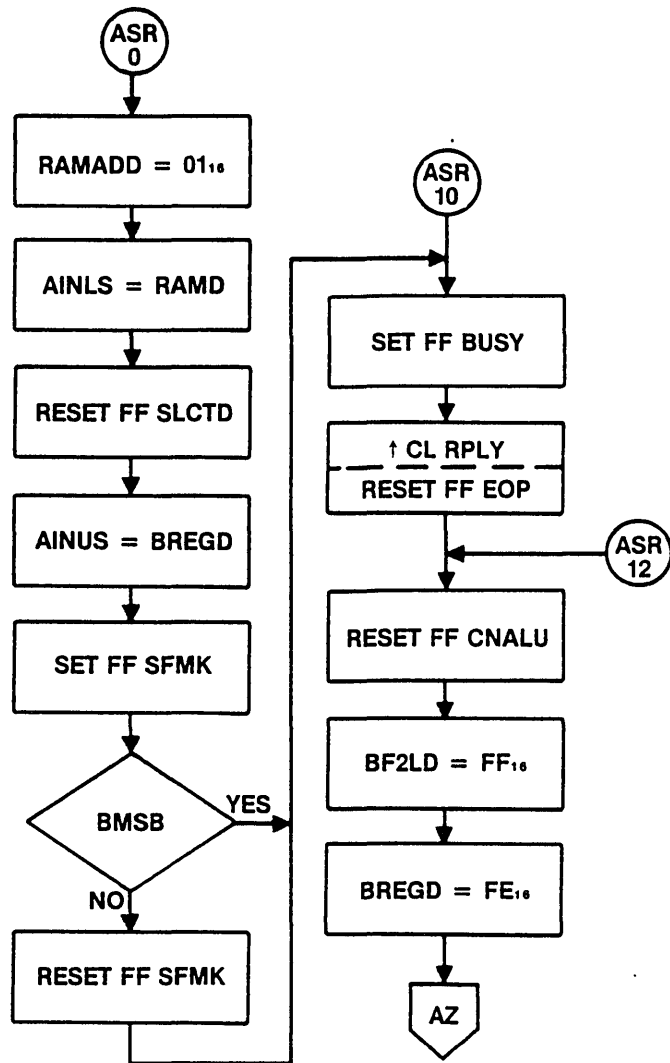 ASR
0
RAMADD = 01₁₆
AINLS = RAMD
RESET FF SLCTD
AINUS = BREGD
SET FF SFMK
BMSB
YES
NO
RESET FF SFMK
ASR
10
SET FF BUSY
↑ CL RPLY
RESET FF EOP
ASR
12
RESET FF CNALU
BF2LD = FF₁₆
BREGD = FE₁₆
AZ